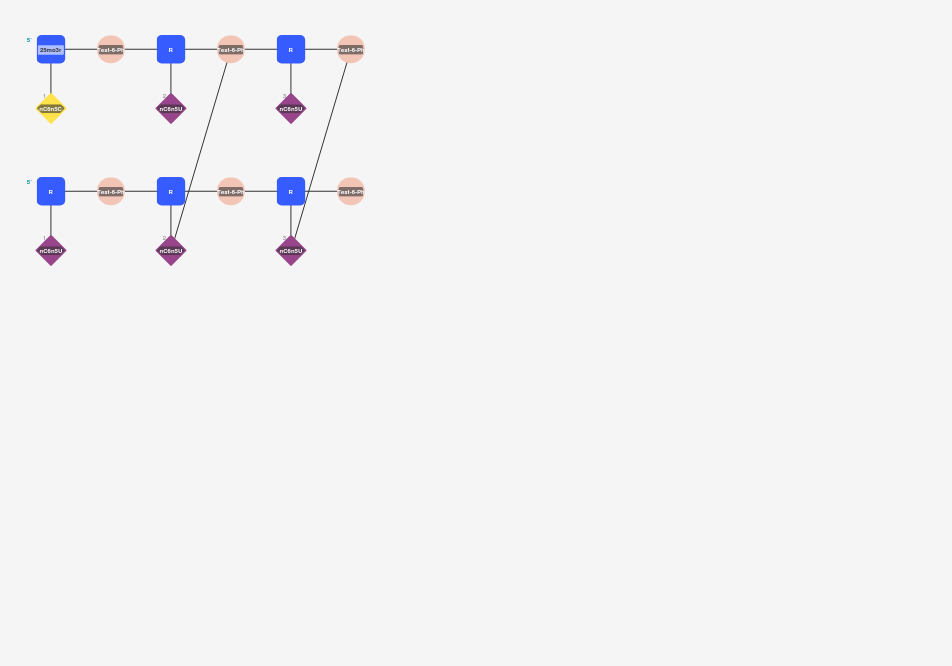 5'
25mo3r Test-6-Ph R Test-6-Ph R Test-6-Ph
1 2 3
nC6n5C nC6n5U nC6n5U
5'
R Test-6-Ph R Test-6-Ph R Test-6-Ph
1 2 3
nC6n5U nC6n5U nC6n5U